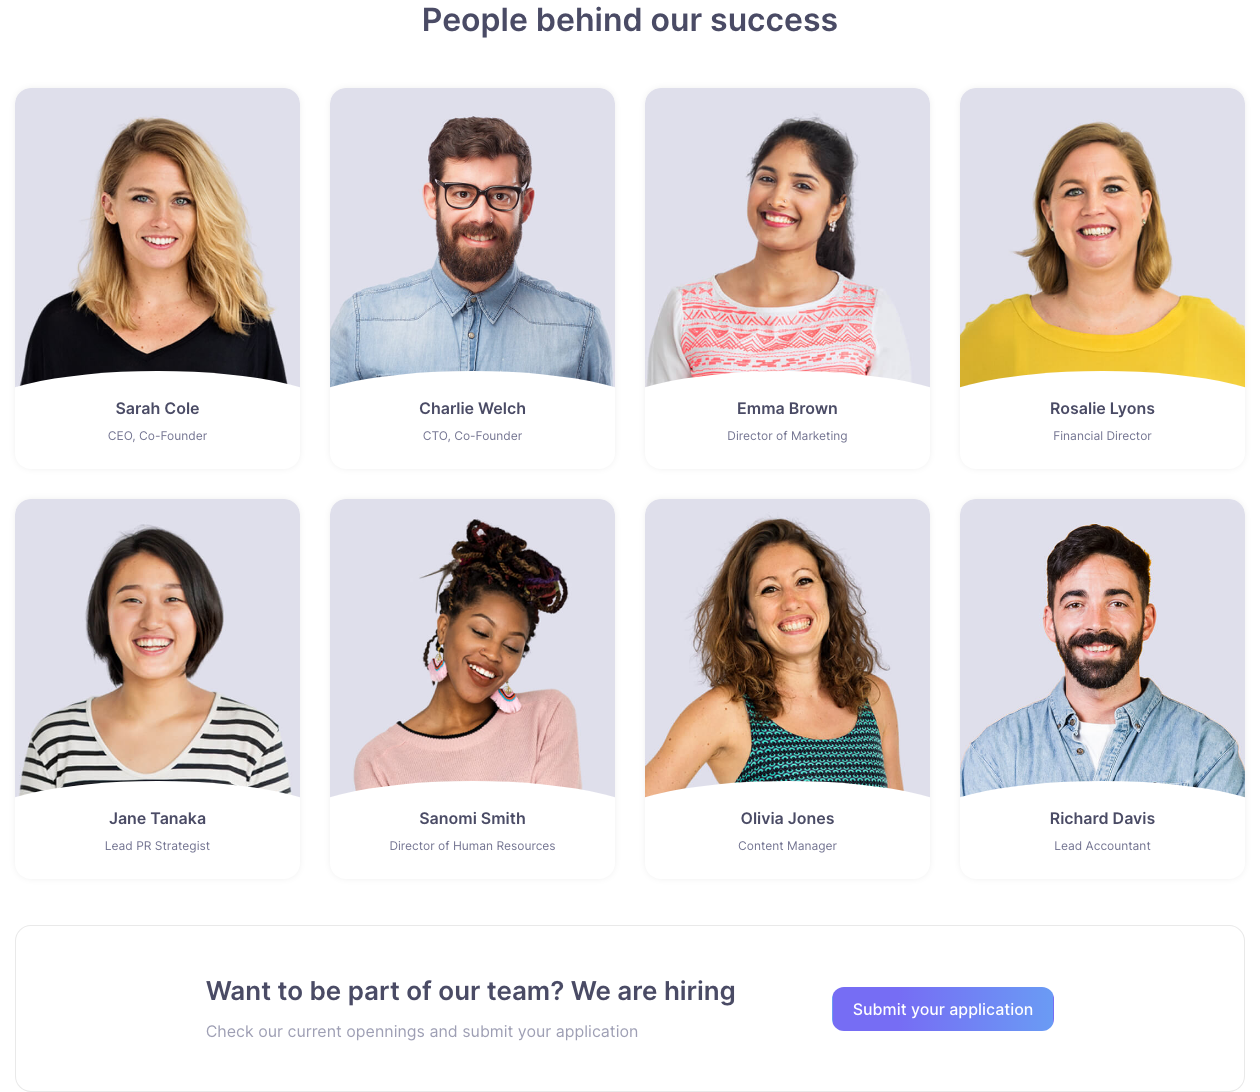 People behind our success
Sarah Cole
CEO, Co-Founder
Charlie Welch
CTO, Co-Founder
Emma Brown
Director of Marketing
Rosalie Lyons
Financial Director
Jane Tanaka
Lead PR Strategist
Sanomi Smith
Director of Human Resources
Olivia Jones
Content Manager
Richard Davis
Lead Accountant
Want to be part of our team? We are hiring
Check our current opennings and submit your application
Submit your application